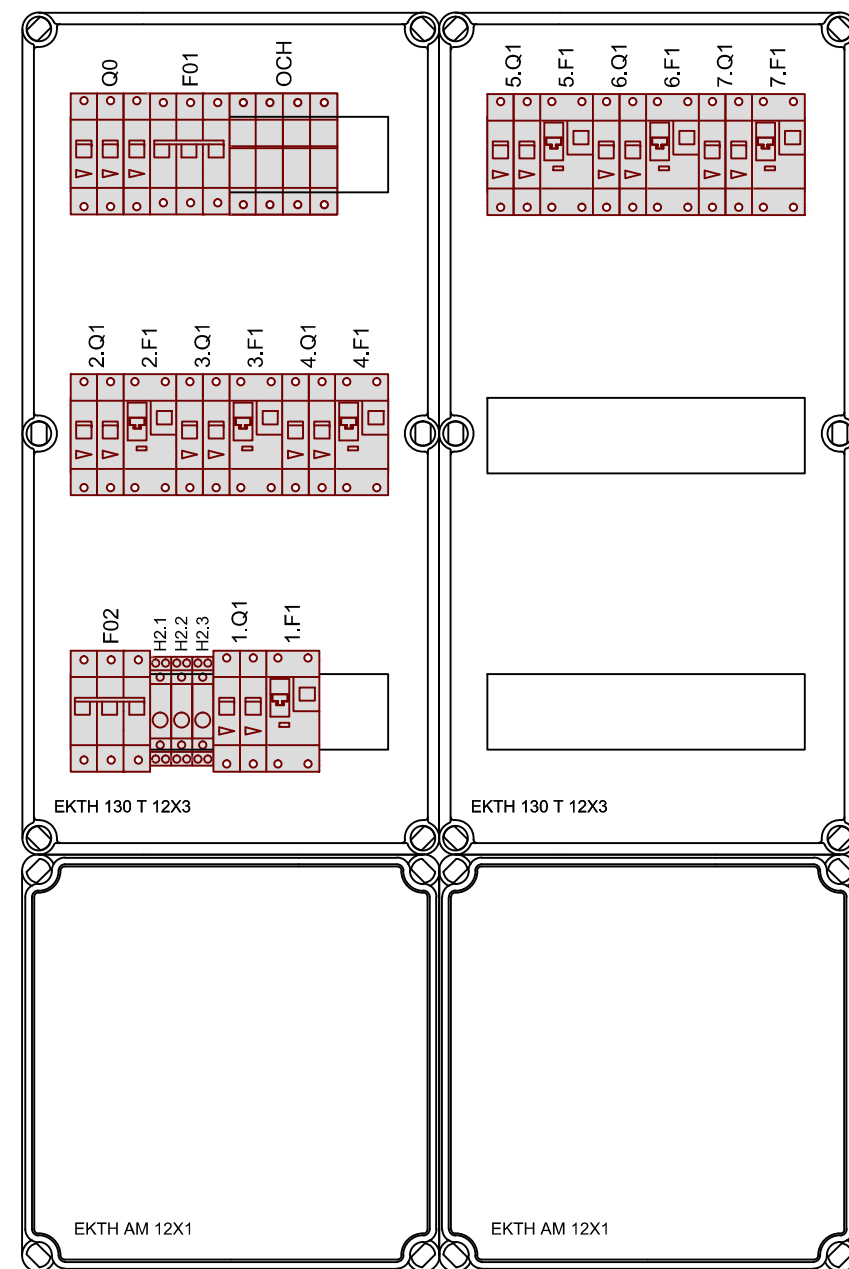 Q0 F01 OCH
5.Q1 5.F1 6.Q1 6.F1 7.Q1 7.F1
2.Q1 2.F1 3.Q1 3.F1 4.Q1 4.F1
F02 H2.1 H2.2 H2.3 1.Q1 1.F1
EKTH 130 T 12X3
EKTH 130 T 12X3
EKTH AM 12X1
EKTH AM 12X1